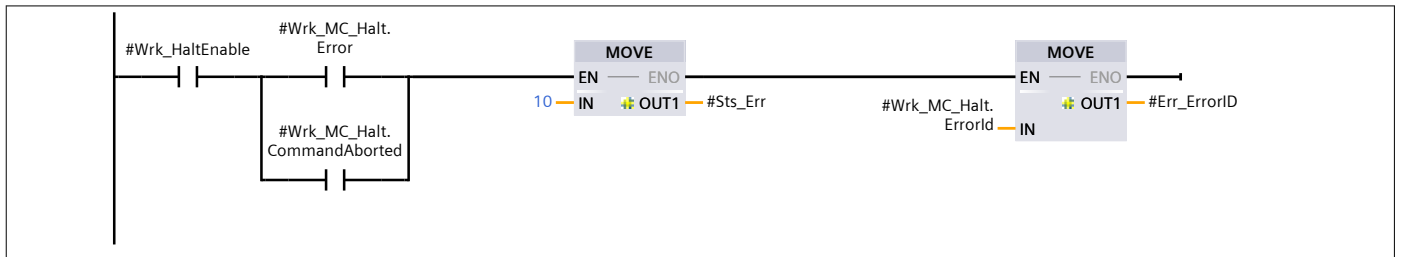 #Wrk_HaltEnable
#Wrk_MC_Halt.
Error
#Wrk_MC_Halt.
CommandAborted
MOVE
EN ENO
10 IN OUT1 #Sts_Err
MOVE
EN ENO
#Wrk_MC_Halt.
ErrorId
IN
OUT1 #Err_ErrorID